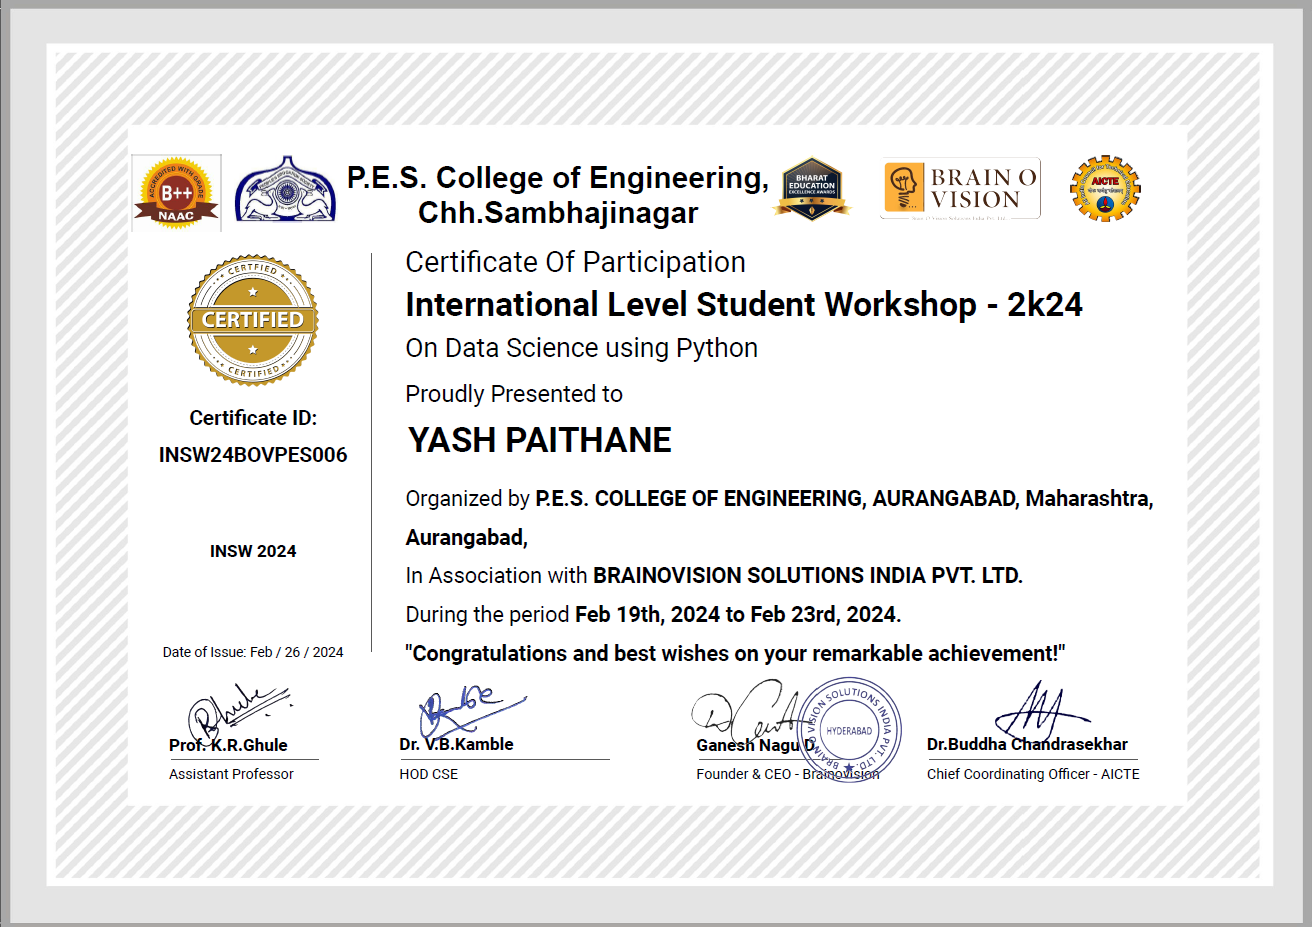 ACCREDITED WITH GRADE
B++
NAAC
P.E.S. College of Engineering,
Chh.Sambhajinagar
BHARAT
EDUCATION
EXCELLENCE AWARDS
BRAIN O
VISION
AICTE
CERTFIED
CERTIFIED
CERTIFIED
Certificate ID:
INSW24BOVPES006
INSW 2024
Date of Issue: Feb / 26 / 2024
Certificate Of Participation
International Level Student Workshop - 2k24
On Data Science using Python
Proudly Presented to
YASH PAITHANE
Organized by P.E.S. COLLEGE OF ENGINEERING, AURANGABAD, Maharashtra,
Aurangabad,
In Association with BRAINOVISION SOLUTIONS INDIA PVT. LTD.
During the period Feb 19th, 2024 to Feb 23rd, 2024.
"Congratulations and best wishes on your remarkable achievement!"
Prof. K.R.Ghule
Assistant Professor
Dr. V.B.Kamble
HOD CSE
Ganesh Nagu D
Founder & CEO - Brainovision
BRAIN O VISION SOLUTIONS INDIA PVT. LTD.
HYDERABAD
Dr.Buddha Chandrasekhar
Chief Coordinating Officer - AICTE